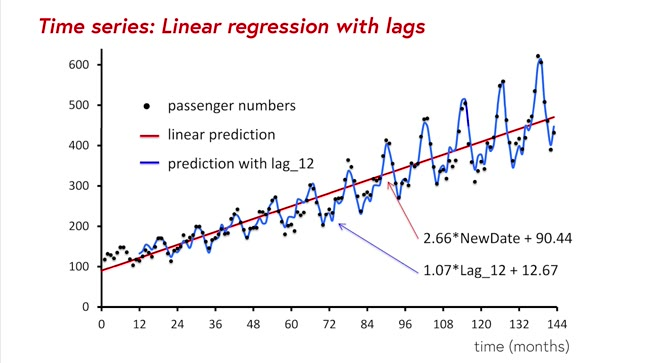 Time series: Linear regression with lags
600
500
400
300
200
100
0
passenger numbers
linear prediction
prediction with lag_12
2.66*NewDate + 90.44
1.07*Lag_12 + 12.67
0 12 24 36 48 60 72 84 96 108 120 132 144
time (months)